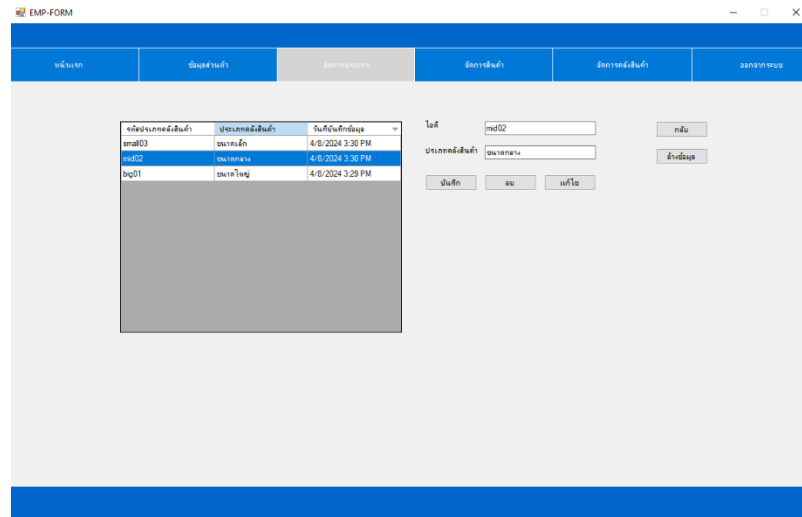 EMP-FORM
หน้าแรก ข้อมูลส่วนตัว จัดการประเภท จัดการสินค้า จัดการคลังสินค้า ออกจากระบบ
รหัสประเภทคลังสินค้า ประเภทคลังสินค้า วันที่บันทึกข้อมูล
small03 ขนาดเล็ก 4/8/2024 3:30 PM
mid02 ขนาดกลาง 4/8/2024 3:30 PM
big01 ขนาดใหญ่ 4/8/2024 3:29 PM
ไอดี mid02 กลับ
ประเภทคลังสินค้า ขนาดกลาง ล้างข้อมูล
บันทึก ลบ แก้ไข